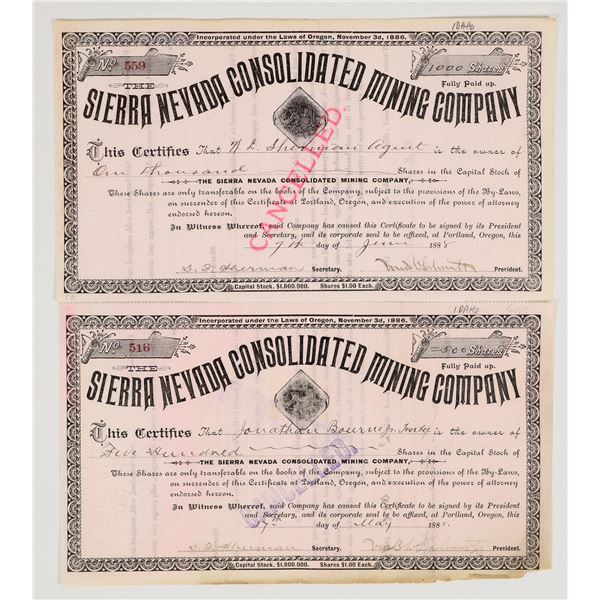 IDAHO
Incorporated under the Laws of Oregon, November 3d, 1886.
No. 559
1000 Shares
THE
Fully Paid up.
SIERRA NEVADA CONSOLIDATED MINING COMPANY
This Certifies That Sherman Agent is the owner of
One thousand Shares in the Capital Stock of
THE SIERRA NEVADA CONSOLIDATED MINING COMPANY,
These Shares are only transferable on the books of the Company, subject to the provisions of the By-Laws,
on surrender of this Certificate at Portland, Oregon, and execution of the power of attorney
endorsed hereon.
CANCELLED
In Witness Whereof, said Company has caused this Certificate to be signed by its President
and Secretary, and its corporate seal to be affixed, at Portland, Oregon, this
7th day of June 1888
Sherman Secretary. President.
Capital Stock, $1,000,000. Shares $1.00 Each.
IDAHO
Incorporated under the Laws of Oregon, November 3d, 1886.
No. 516
500 Shares
THE
Fully Paid up.
SIERRA NEVADA CONSOLIDATED MINING COMPANY
This Certifies That Jonathan Bourne Jr. Trustee is the owner of
Five Hundred Shares in the Capital Stock of
THE SIERRA NEVADA CONSOLIDATED MINING COMPANY,
These Shares are only transferable on the books of the Company, subject to the provisions of the By-Laws,
on surrender of this Certificate at Portland, Oregon, and execution of the power of attorney
endorsed hereon.
CANCELLED
In Witness Whereof, said Company has caused this Certificate to be signed by its President
and Secretary, and its corporate seal to be affixed, at Portland, Oregon, this
7th day of May 1888.
Sherman Secretary. President.
Capital Stock, $1,000,000. Shares $1.00 Each.